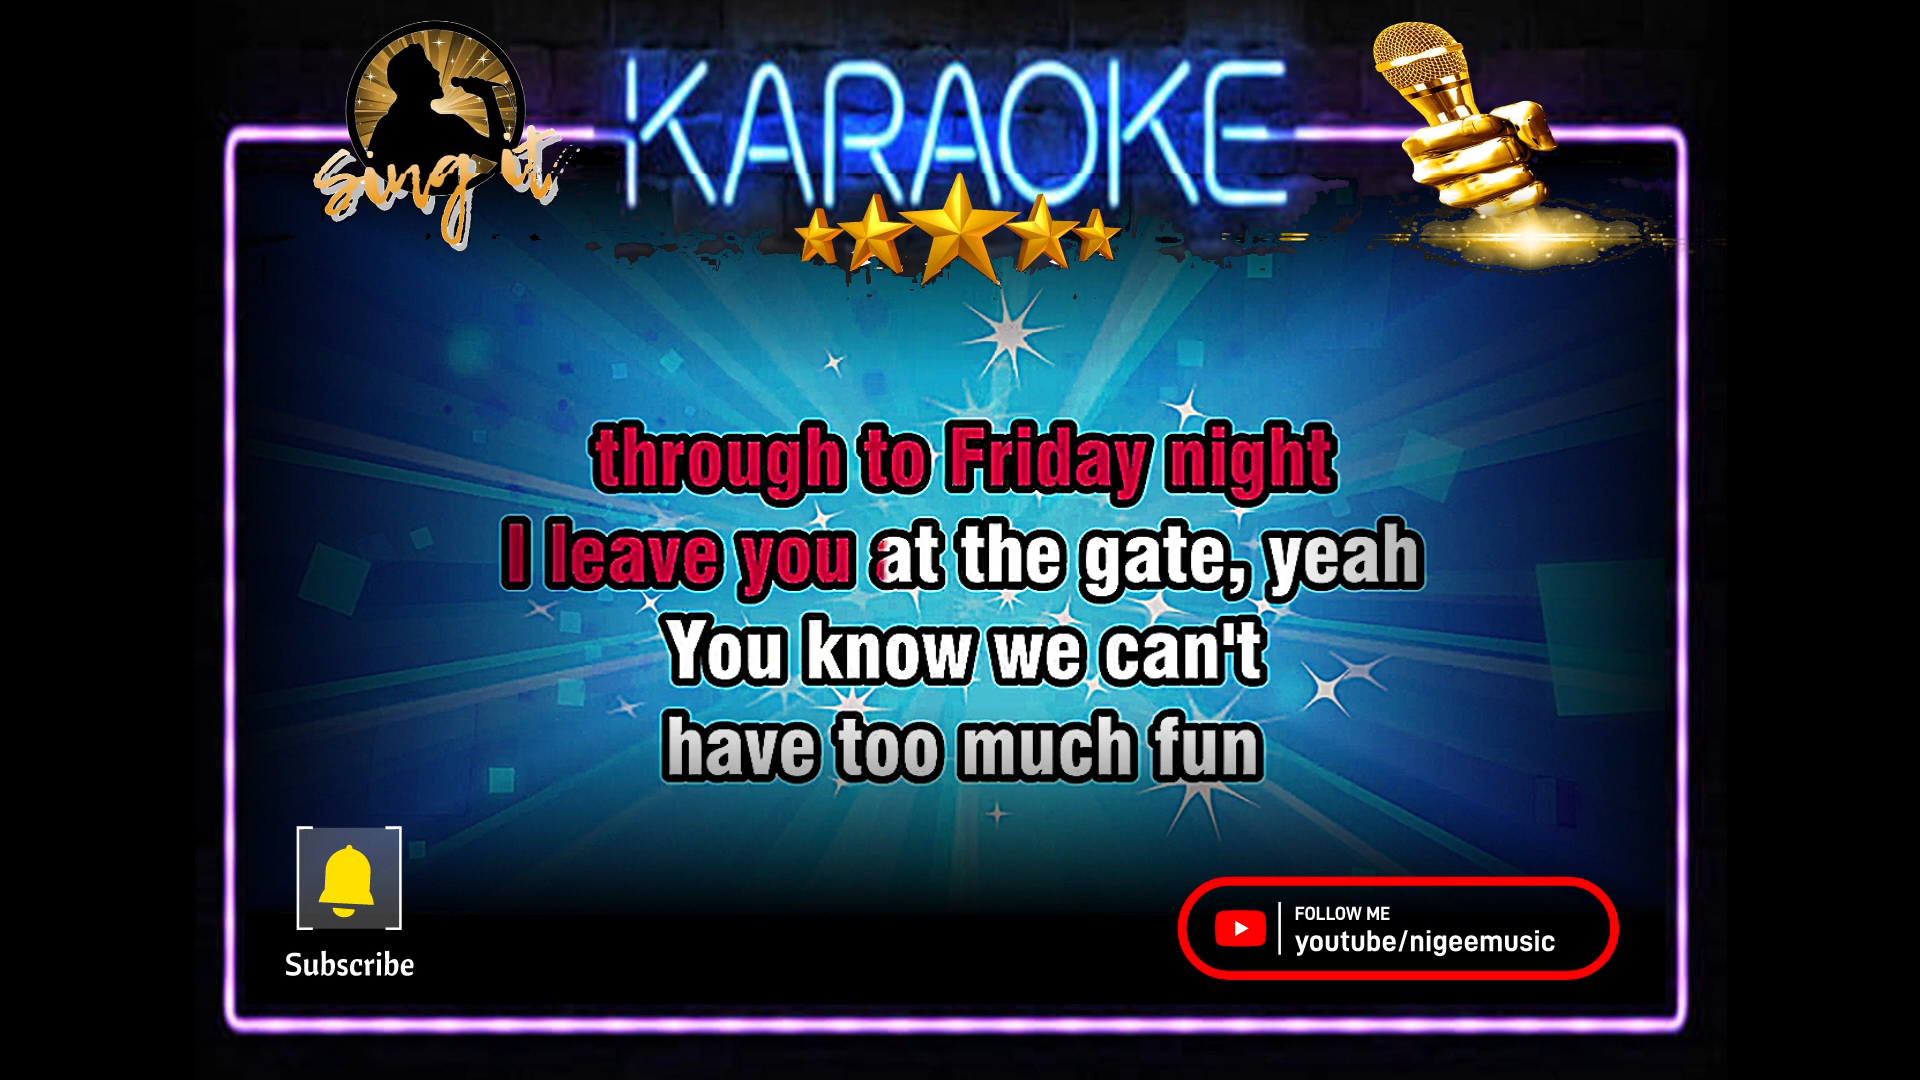 sing it
KARAOKE
through to Friday night
I leave you at the gate, yeah
You know we can't
have too much fun
Subscribe
FOLLOW ME
youtube/nigeemusic